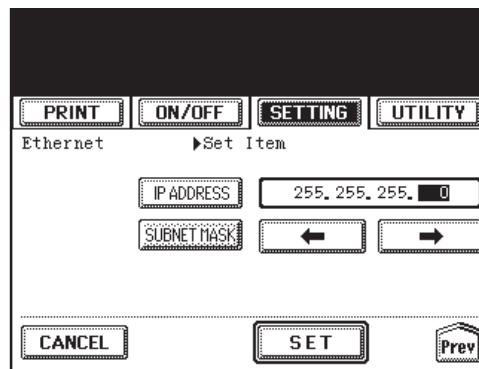 PRINT ON/OFF SETTING UTILITY
Ethernet ▶Set Item
IP ADDRESS 255. 255. 255. 0
SUBNET MASK ← →
CANCEL SET Prev